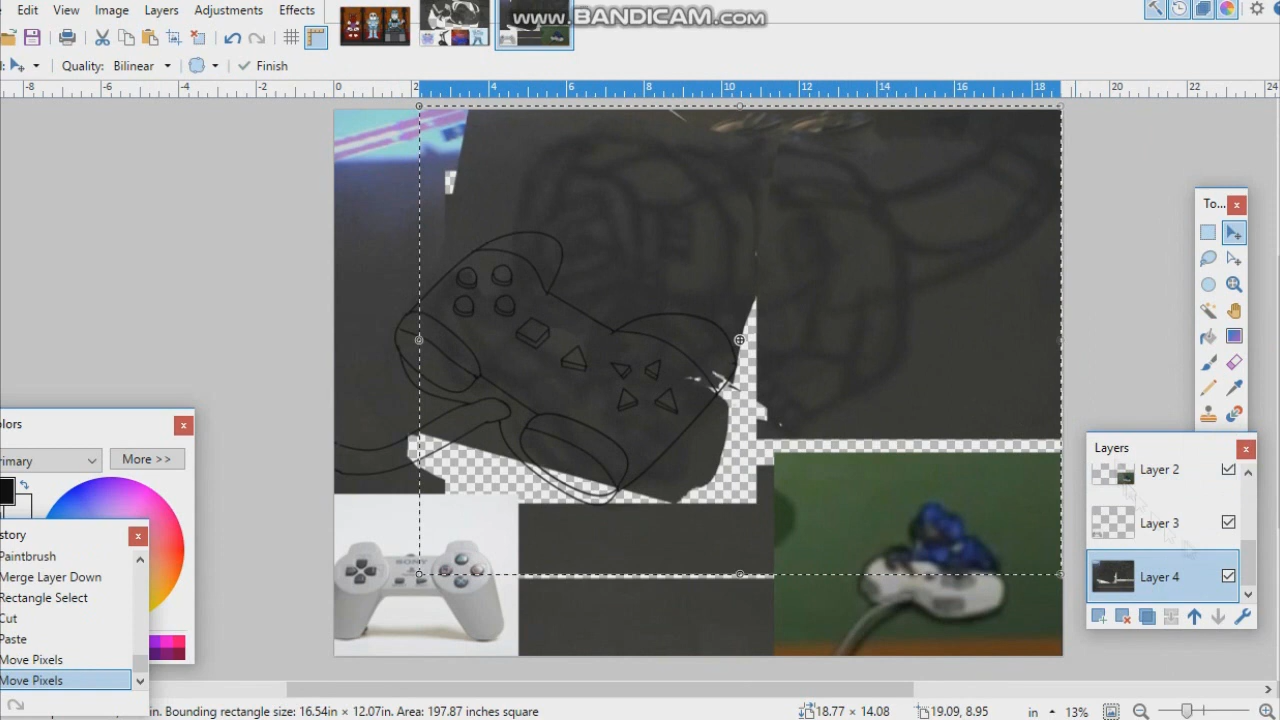 www.BANDICAM.com
Edit View Image Layers Adjustments Effects
Quality: Bilinear Finish
-8 -6 -4 -2 0 2 4 6 8 10 12 14 16 18 20 22 24
To...
olors
rimary More >>
story
Paintbrush
Merge Layer Down
Rectangle Select
Cut
Paste
Move Pixels
Move Pixels
SONY
Layers
Layer 2
Layer 3
Layer 4
in. Bounding rectangle size: 16.54in × 12.07in. Area: 197.87 inches square
18.77 × 14.08 19.09, 8.95 in 13%